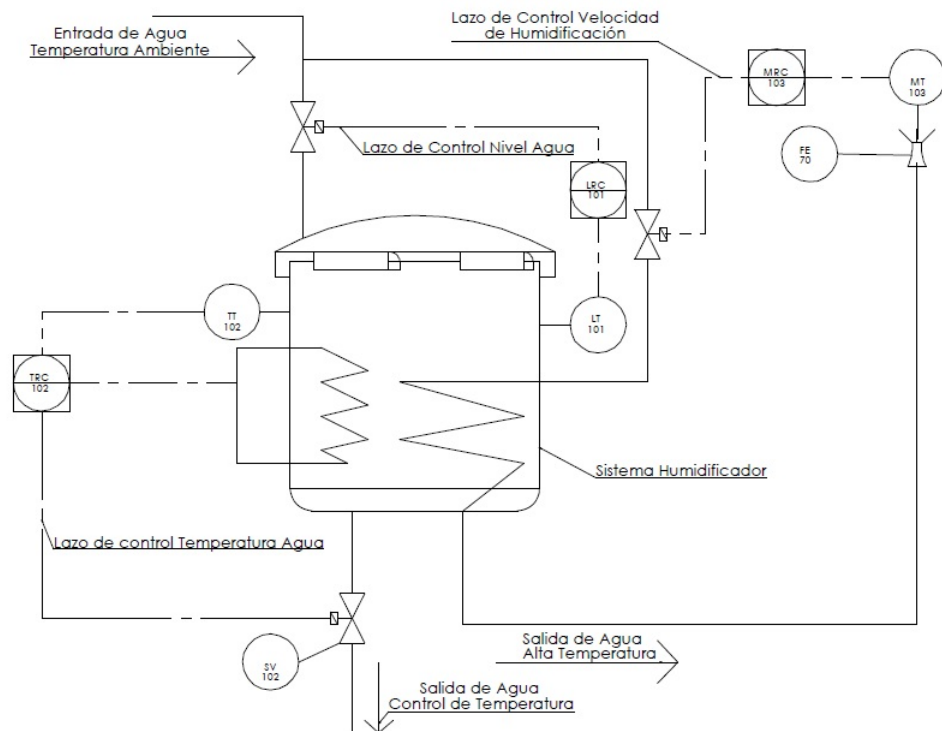 Entrada de Agua
Temperatura Ambiente
Lazo de Control Velocidad
de Humidificación
MRC
103
MT
103
FE
70
Lazo de Control Nivel Agua
LRC
101
LT
101
TT
102
TRC
102
Sistema Humidificador
Lazo de control Temperatura Agua
SV
102
Salida de Agua
Alta Temperatura
Salida de Agua
Control de Temperatura